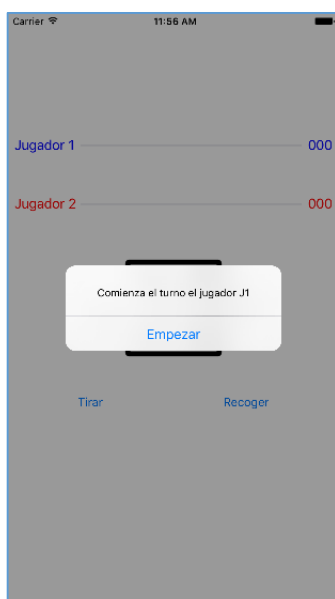 Carrier 11:56 AM
Jugador 1 000
Jugador 2 000
Comienza el turno el jugador J1
Empezar
Tirar Recoger